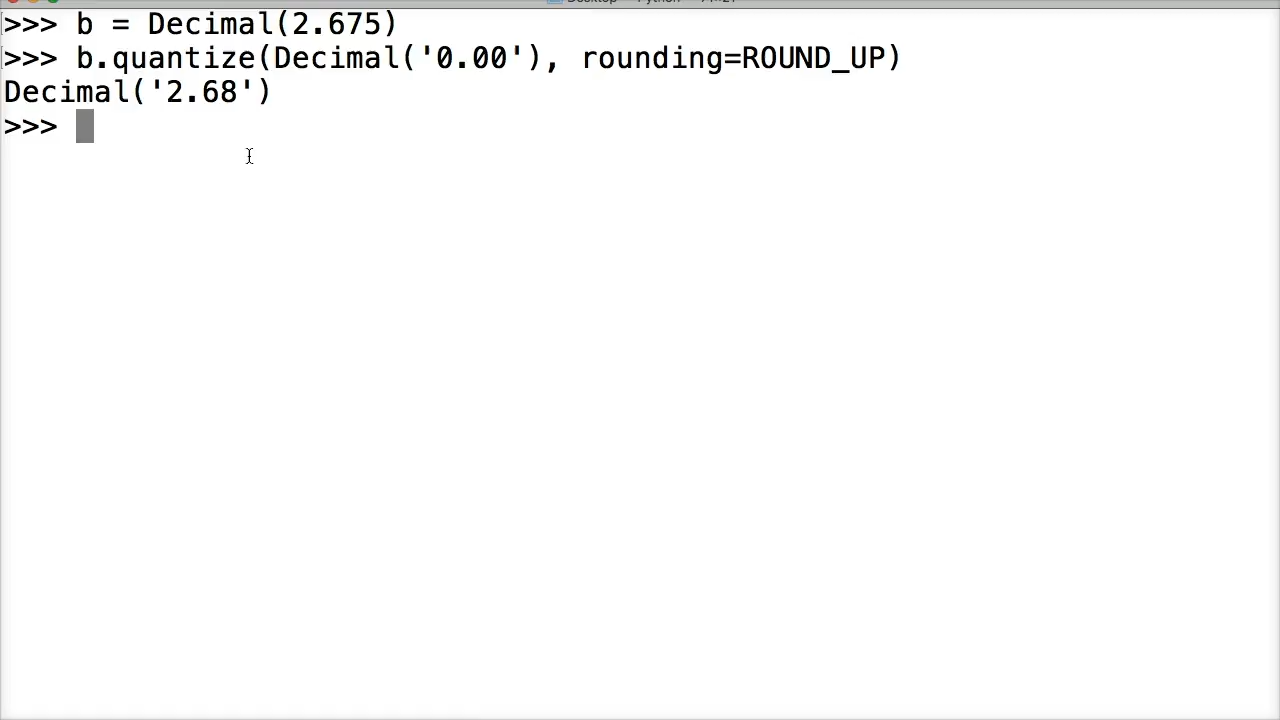 >>> b = Decimal(2.675)
>>> b.quantize(Decimal('0.00'), rounding=ROUND_UP)
Decimal('2.68')
>>>